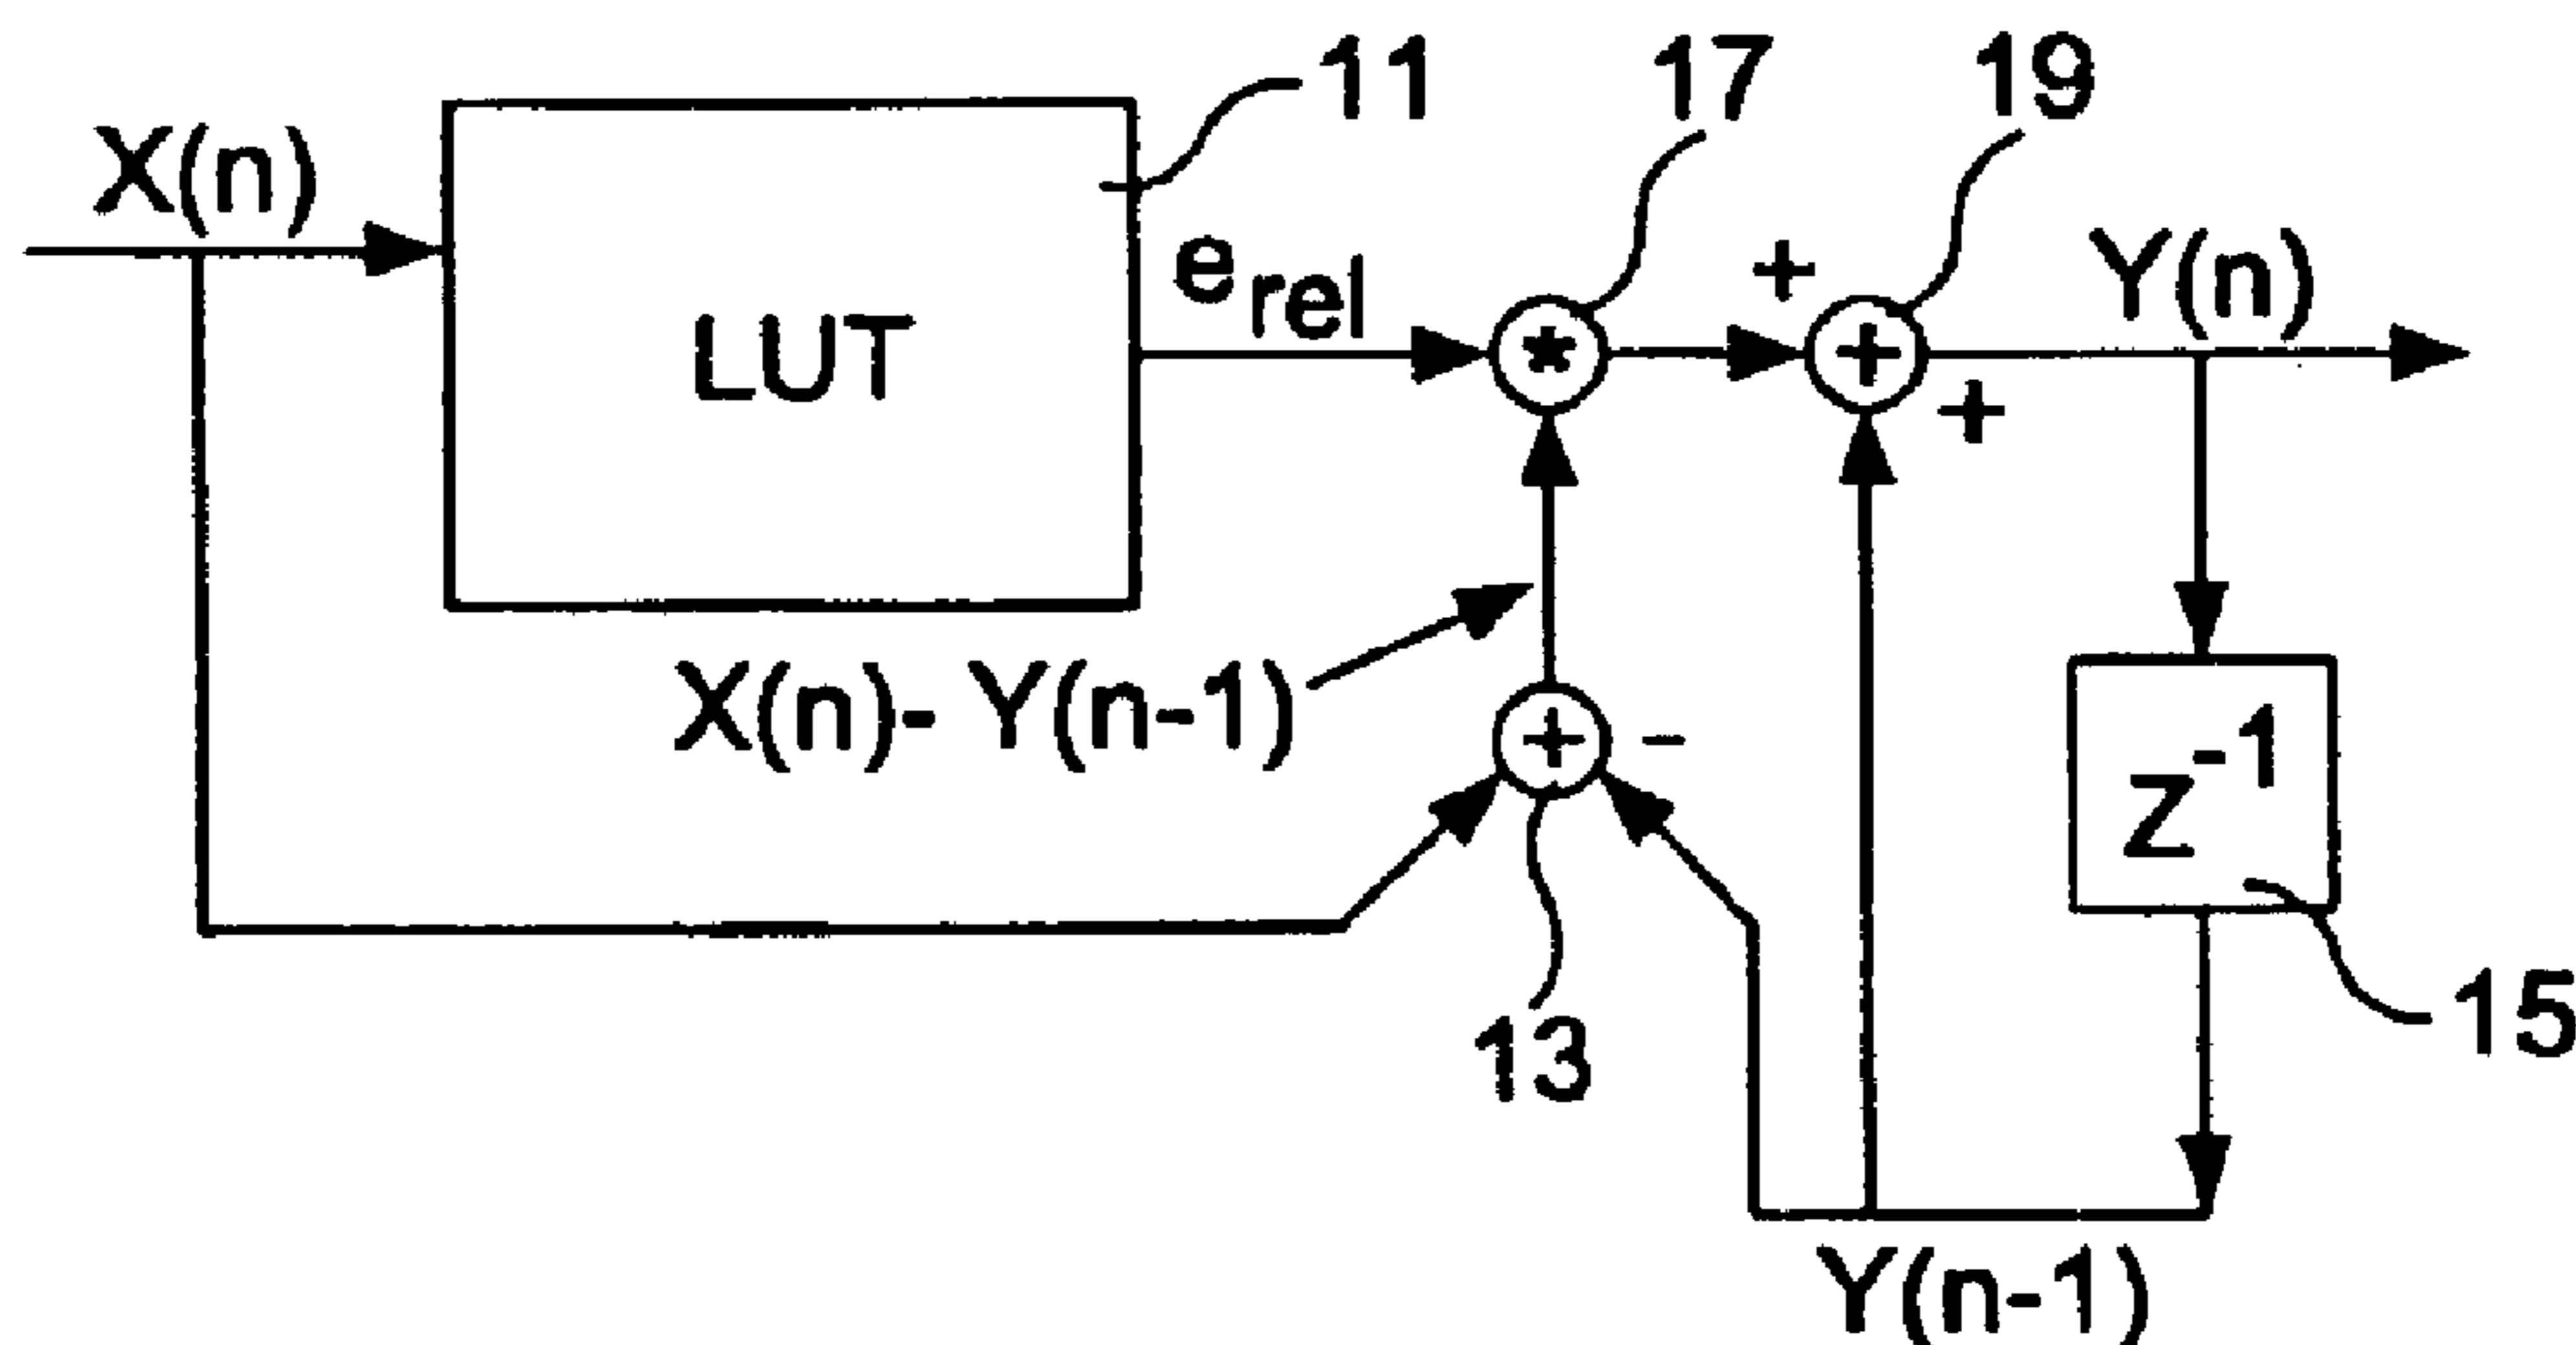 11
17
19
X(n)
LUT
e_rel
*
+
+
Y(n)
+
X(n)- Y(n-1)
+
-
z^-1
13
15
Y(n-1)